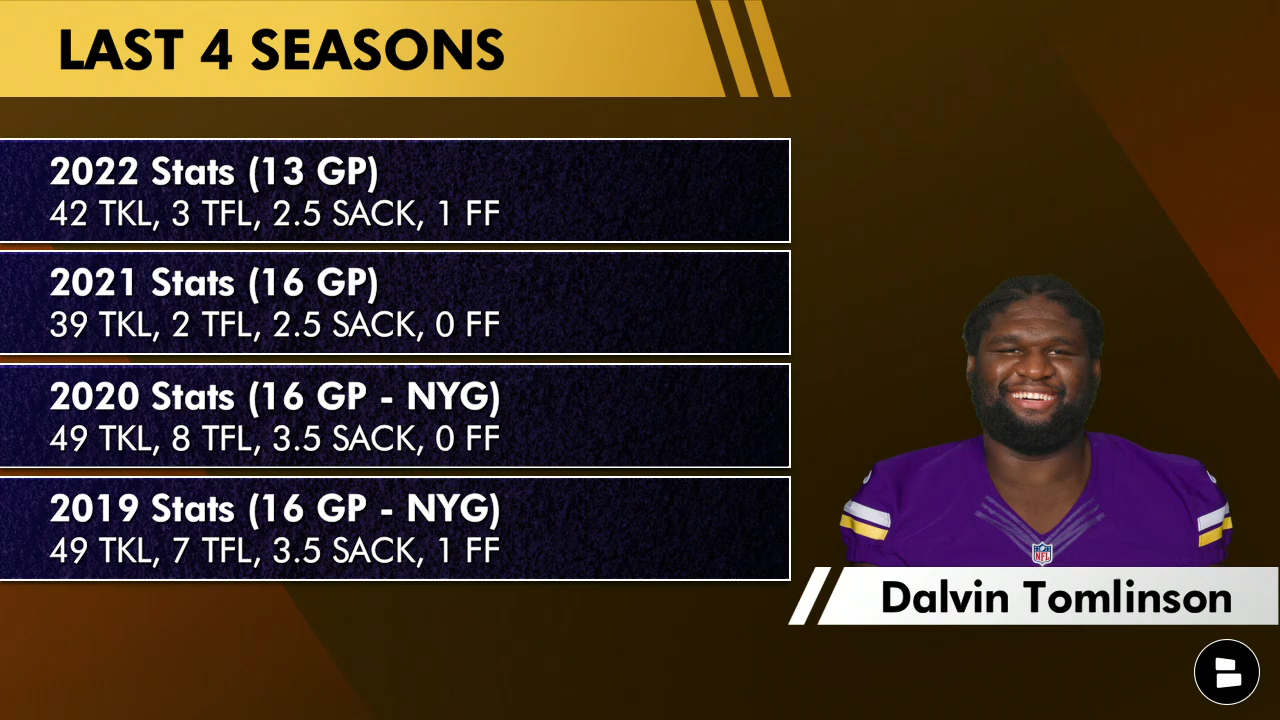 LAST 4 SEASONS
2022 Stats (13 GP)
42 TKL, 3 TFL, 2.5 SACK, 1 FF
2021 Stats (16 GP)
39 TKL, 2 TFL, 2.5 SACK, 0 FF
2020 Stats (16 GP - NYG)
49 TKL, 8 TFL, 3.5 SACK, 0 FF
2019 Stats (16 GP - NYG)
49 TKL, 7 TFL, 3.5 SACK, 1 FF
NFL
Dalvin Tomlinson